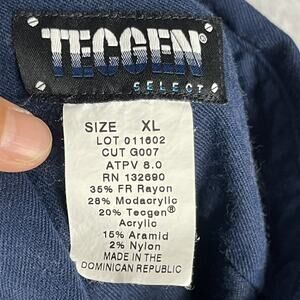 TECGEN®
SELECT
SIZE XL
LOT 011602
CUT G007
ATPV 8.0
RN 132690
35% FR Rayon
28% Modacrylic
20% Tecgen®
Acrylic
15% Aramid
2% Nylon
MADE IN THE
DOMINICAN REPUBLIC